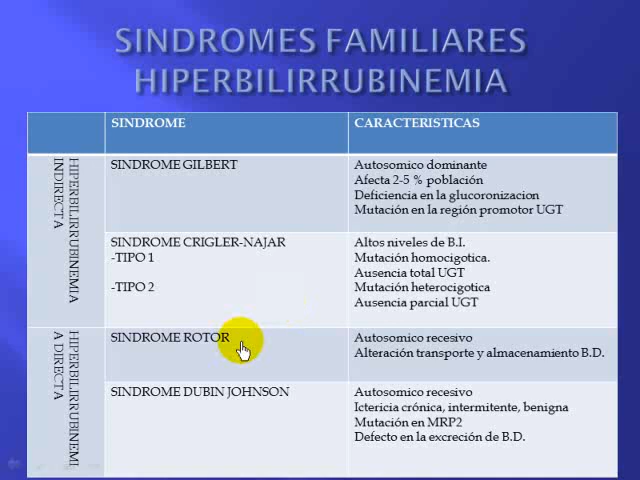 SINDROMES FAMILIARES
HIPERBILIRRUBINEMIA
SINDROME
CARACTERISTICAS
HIPERBILIRRUBINEMIA
INDIRECTA
SINDROME GILBERT
Autosomico dominante
Afecta 2-5 % población
Deficiencia en la glucoronizacion
Mutación en la región promotor UGT
SINDROME CRIGLER-NAJAR
-TIPO 1
-TIPO 2
Altos niveles de B.I.
Mutación homocigotica.
Ausencia total UGT
Mutación heterocigotica
Ausencia parcial UGT
HIPERBILIRRUBINEMI
A DIRECTA
SINDROME ROTOR
Autosomico recesivo
Alteración transporte y almacenamiento B.D.
SINDROME DUBIN JOHNSON
Autosomico recesivo
Ictericia crónica, intermitente, benigna
Mutación en MRP2
Defecto en la excreción de B.D.